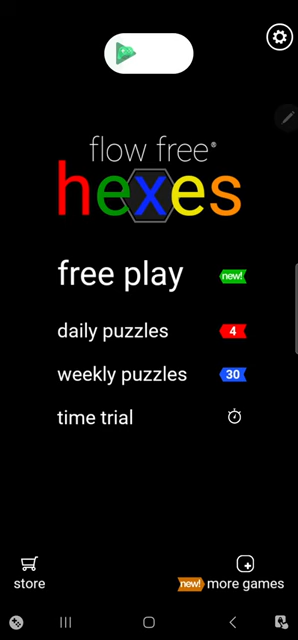 flow free®
hexes
free play new!
daily puzzles 4
weekly puzzles 30
time trial
store
new! more games